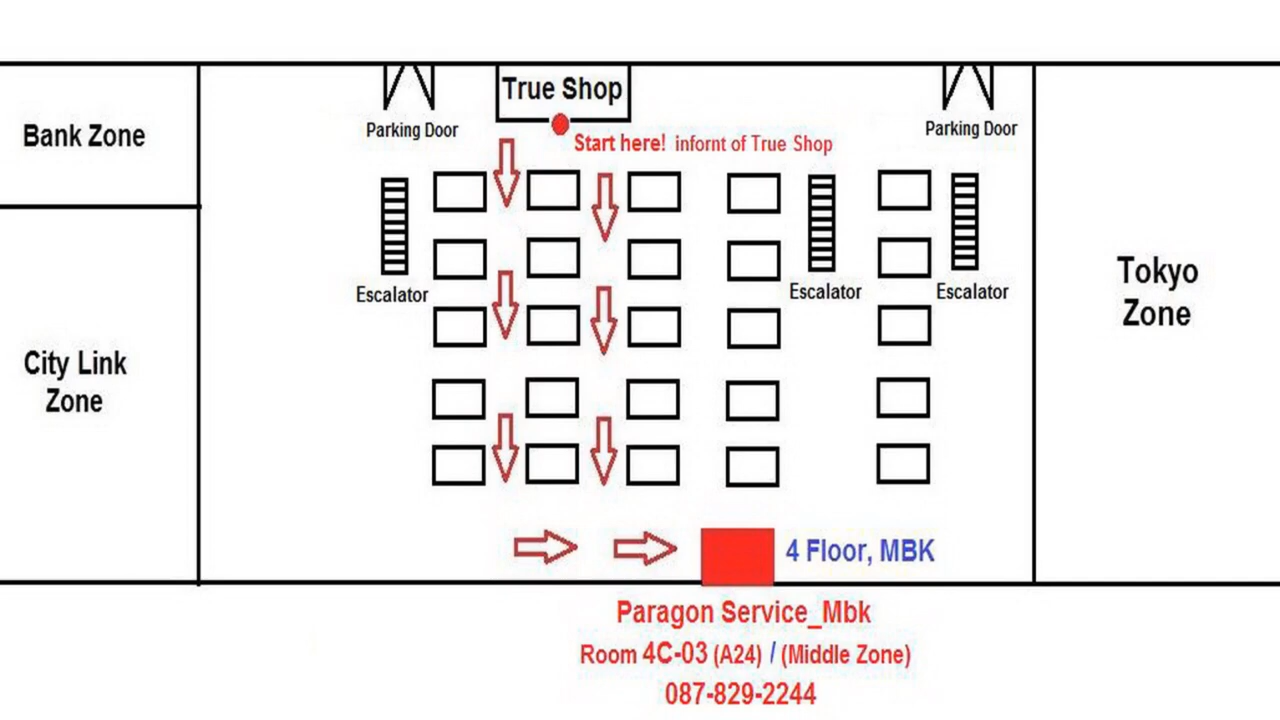 True Shop
Bank Zone
Parking Door
Parking Door
Start here! infornt of True Shop
Escalator
Escalator
Escalator
Tokyo
Zone
City Link
Zone
4 Floor, MBK
Paragon Service_Mbk
Room 4C-03 (A24) / (Middle Zone)
087-829-2244